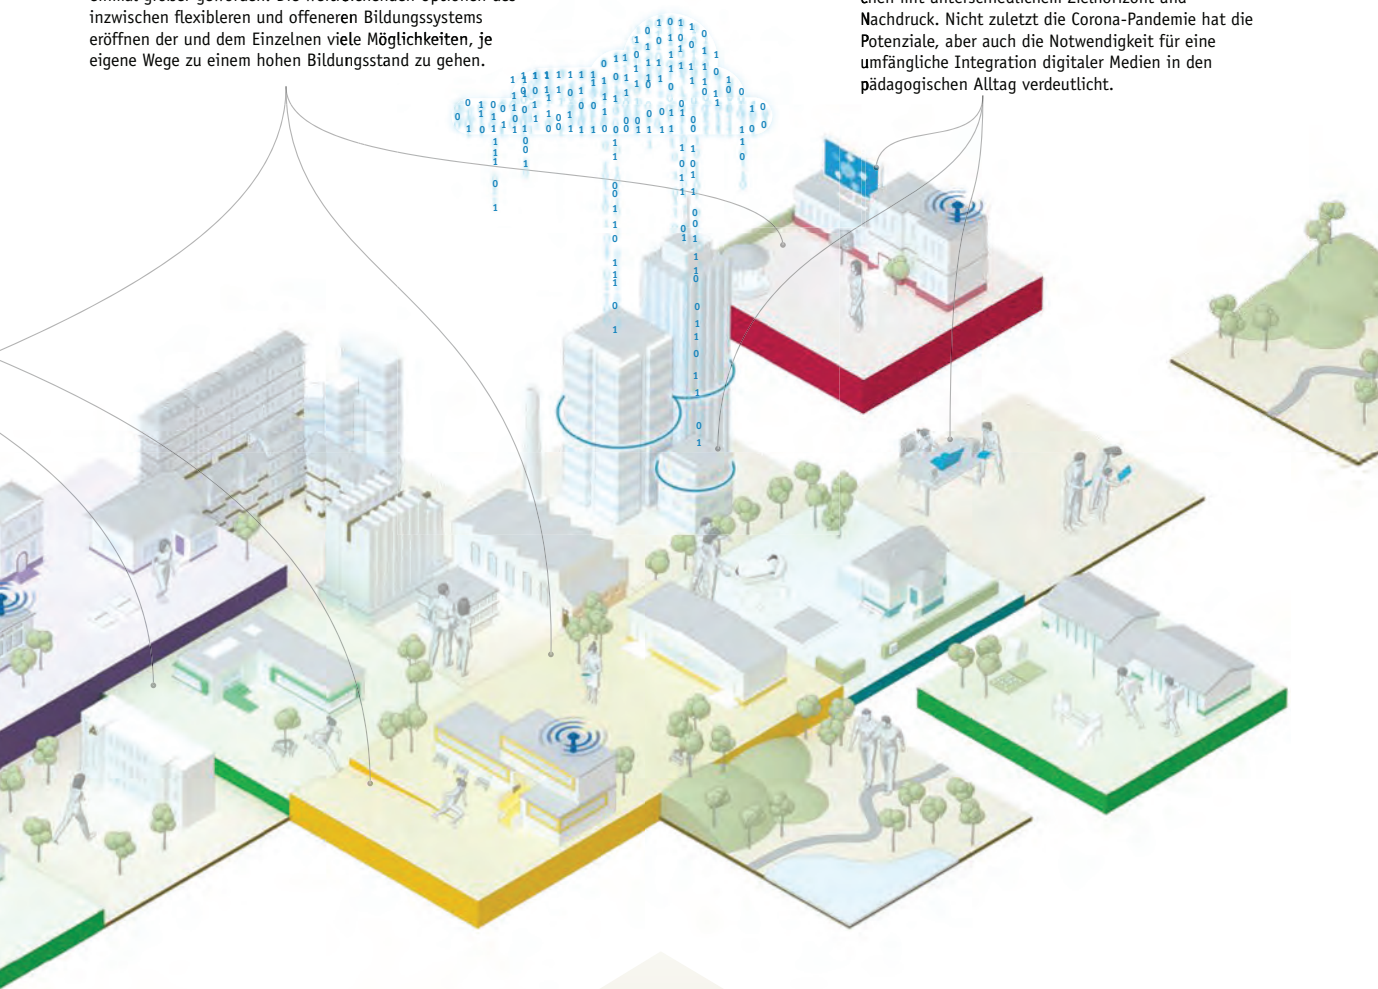 inzwischen flexibleren und offeneren Bildungssystems
eröffnen der und dem Einzelnen viele Möglichkeiten, je
eigene Wege zu einem hohen Bildungsstand zu gehen.
Nachdruck. Nicht zuletzt die Corona-Pandemie hat die
Potenziale, aber auch die Notwendigkeit für eine
umfängliche Integration digitaler Medien in den
pädagogischen Alltag verdeutlicht.